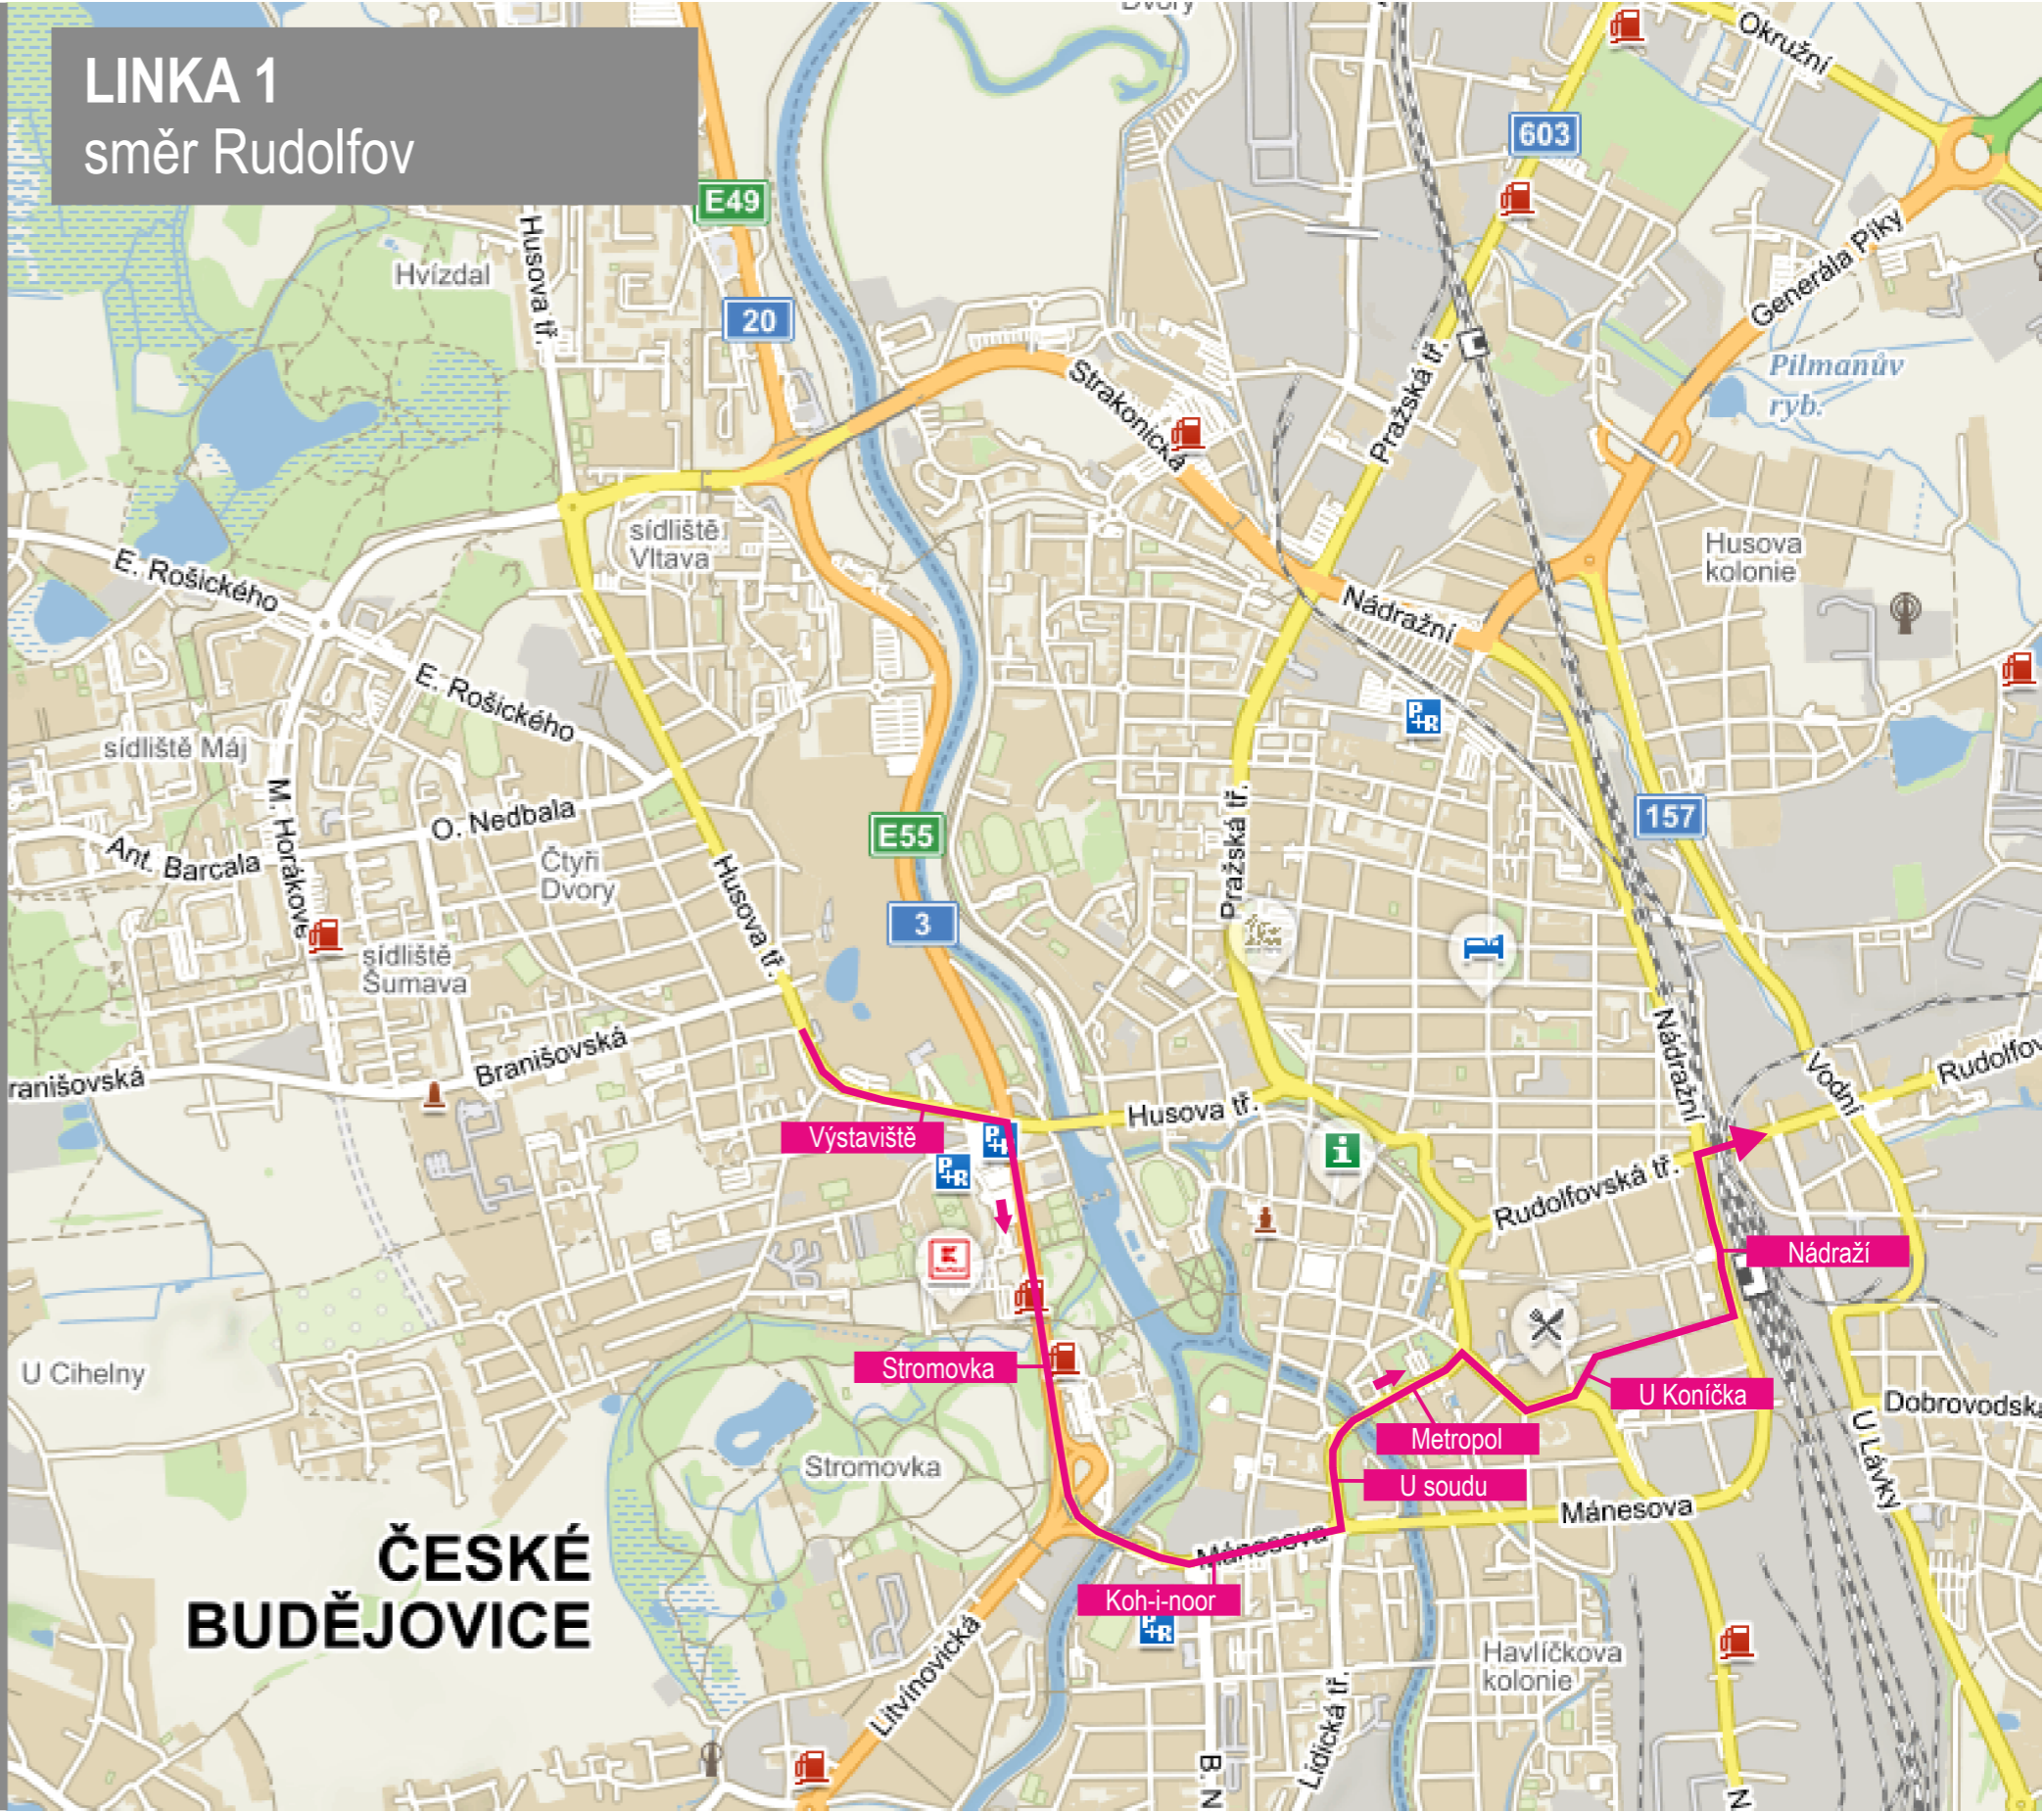 LINKA 1
směr Rudolfov
Okružní
603
E49
Husova tř.
Hvízdal
20
Generála Píky
Pilmanův
ryb.
Strakonická
Pražská tř.
sídliště
Vltava
Husova
kolonie
E. Rošického
Nádražní
E. Rošického
P+R
sídliště Máj
M. Horákové
O. Nedbala
Ant. Barcala
Čtyři
Dvory
E55
157
Pražská tř.
Husova tř.
3
sídliště
Šumava
Branišovská
ranišovská
Nádražní
Vodní
Rudolfov
Husova tř.
Výstaviště
P+R
P+R
i
Rudolfovská tř.
Nádraží
K
U Cihelny
Stromovka
U Koníčka
Dobrovodsk
Metropol
Stromovka
U soudu
U Lávky
Mánesova
Mánesova
ČESKÉ
BUDĚJOVICE
Koh-i-noor
P+R
Litvínovická
Havlíčkova
kolonie
Lidická tř.
B. N
N